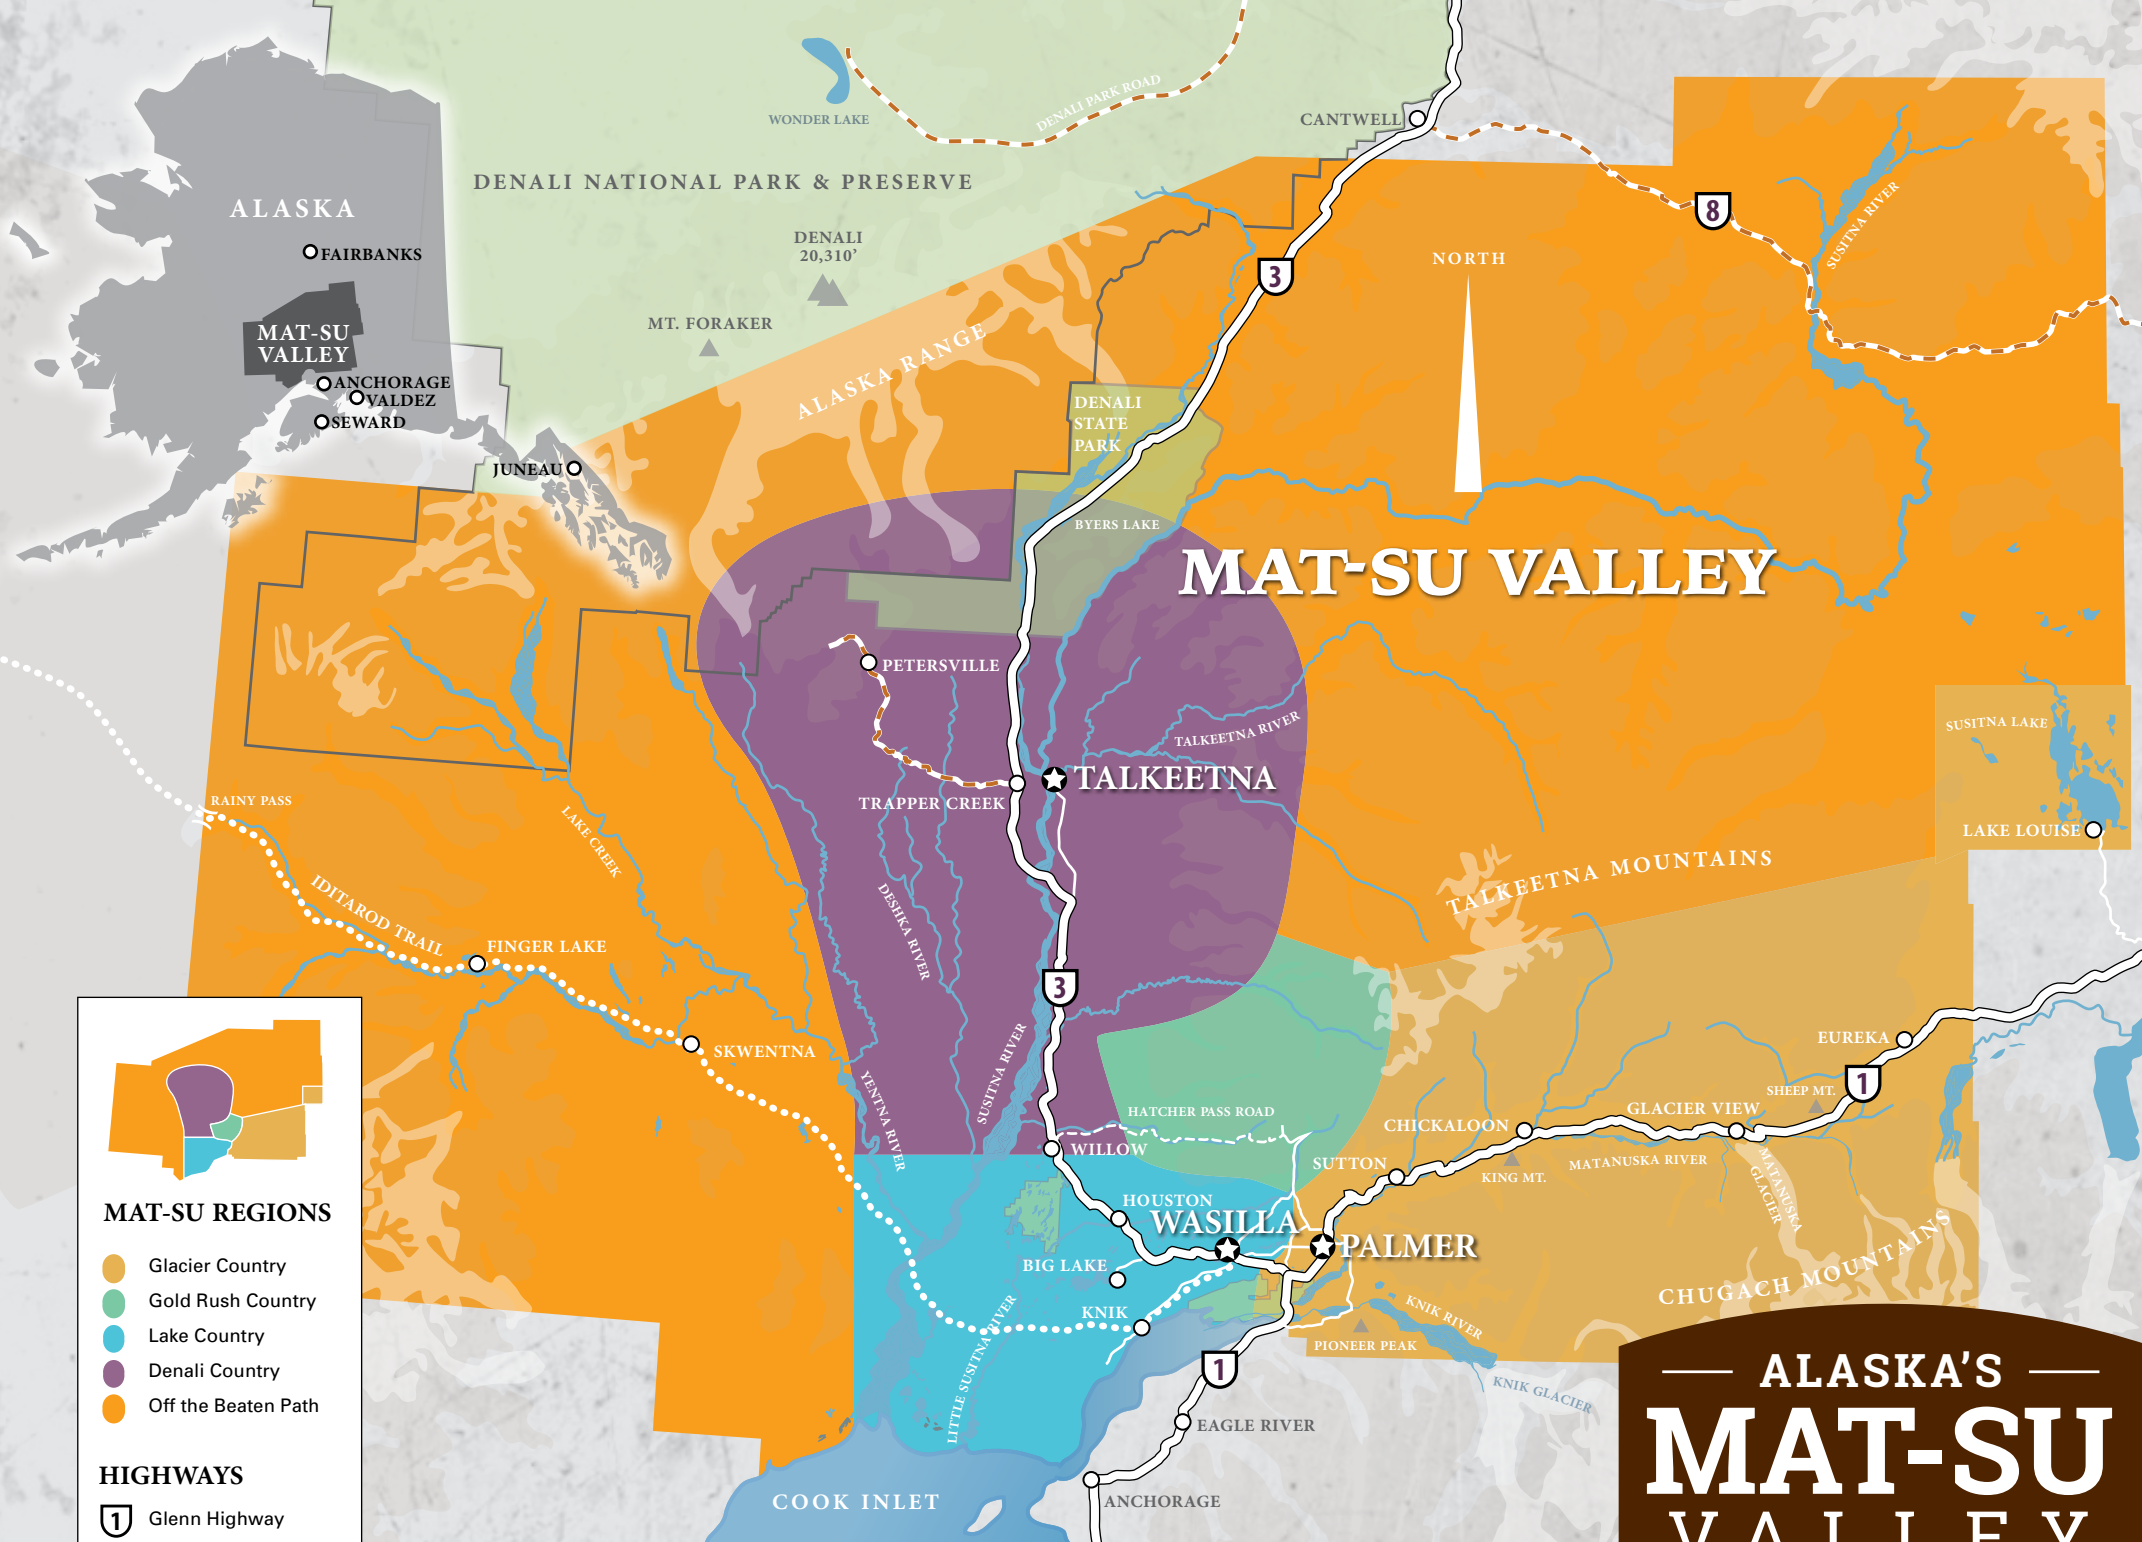 WONDER LAKE
DENALI PARK ROAD
CANTWELL
DENALI NATIONAL PARK & PRESERVE
ALASKA
FAIRBANKS
MAT-SU
VALLEY
ANCHORAGE
VALDEZ
SEWARD
JUNEAU
DENALI
20,310’
MT. FORAKER
ALASKA RANGE
8
3
NORTH
SUSITNA RIVER
DENALI
STATE
PARK
BYERS LAKE
MAT-SU VALLEY
PETERSVILLE
TALKEETNA RIVER
TALKEETNA
TRAPPER CREEK
SUSITNA LAKE
LAKE LOUISE
RAINY PASS
LAKE CREEK
IDITAROD TRAIL
FINGER LAKE
DESHKA RIVER
TALKEETNA MOUNTAINS
3
SKWENTNA
YENTNA RIVER
SUSITNA RIVER
EUREKA
1
SHEEP MT.
HATCHER PASS ROAD
CHICKALOON
GLACIER VIEW
WILLOW
SUTTON
KING MT.
MATANUSKA RIVER
MATANUSKA
GLACIER
HOUSTON
WASILLA
PALMER
BIG LAKE
KNIK
LITTLE SUSITNA RIVER
CHUGACH MOUNTAINS
KNIK RIVER
PIONEER PEAK
KNIK GLACIER
1
EAGLE RIVER
ANCHORAGE
COOK INLET
MAT-SU REGIONS
Glacier Country
Gold Rush Country
Lake Country
Denali Country
Off the Beaten Path
HIGHWAYS
1 Glenn Highway
ALASKA’S
MAT-SU
VALLEY